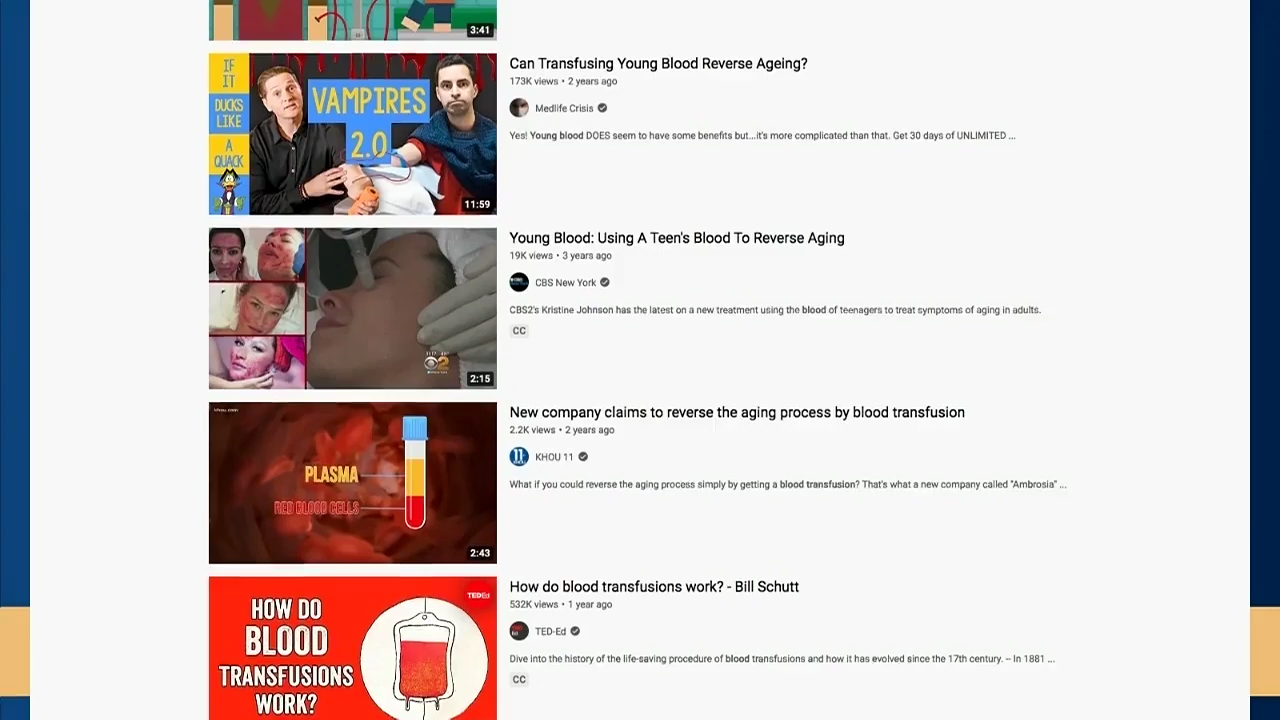 3:41
IF
IT
DUCKS
LIKE
A
QUACK
VAMPIRES
2.0
11:59
Can Transfusing Young Blood Reverse Ageing?
173K views • 2 years ago
Medlife Crisis
Yes! Young blood DOES seem to have some benefits but...it's more complicated than that. Get 30 days of UNLIMITED ...
2
2:15
Young Blood: Using A Teen's Blood To Reverse Aging
19K views • 3 years ago
CBS New York
CBS2's Kristine Johnson has the latest on a new treatment using the blood of teenagers to treat symptoms of aging in adults.
CC
PLASMA
RED BLOOD CELLS
2:43
New company claims to reverse the aging process by blood transfusion
2.2K views • 2 years ago
11
KHOU 11
What if you could reverse the aging process simply by getting a blood transfusion? That's what a new company called "Ambrosia" ...
TEDEd
HOW DO
BLOOD
TRANSFUSIONS
WORK?
How do blood transfusions work? - Bill Schutt
532K views • 1 year ago
TED-Ed
Dive into the history of the life-saving procedure of blood transfusions and how it has evolved since the 17th century. -- In 1881 ...
CC